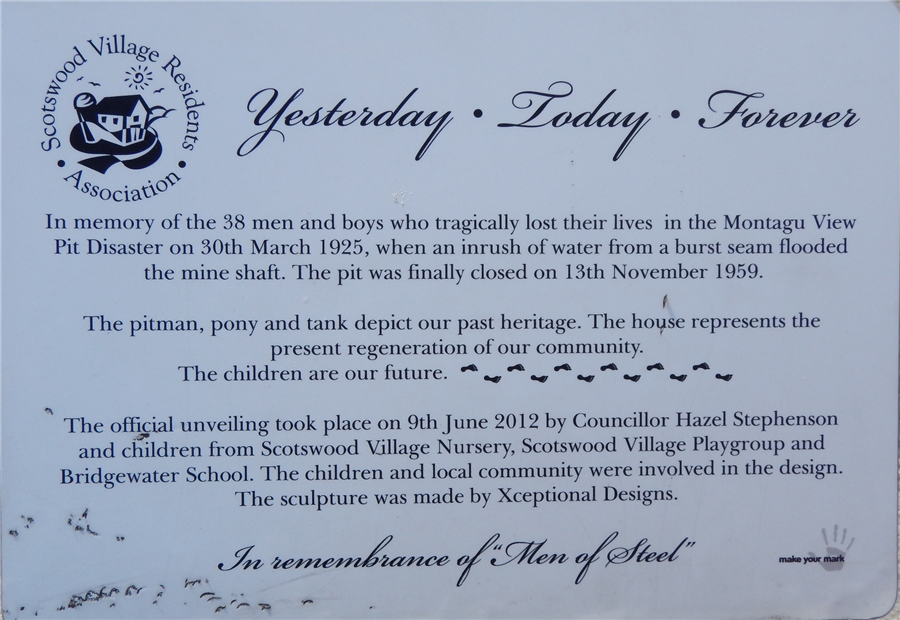 Scotswood Village Residents
• Association •
Yesterday • Today • Forever
In memory of the 38 men and boys who tragically lost their lives in the Montagu View
Pit Disaster on 30th March 1925, when an inrush of water from a burst seam flooded
the mine shaft. The pit was finally closed on 13th November 1959.
The pitman, pony and tank depict our past heritage. The house represents the
present regeneration of our community.
The children are our future.
The official unveiling took place on 9th June 2012 by Councillor Hazel Stephenson
and children from Scotswood Village Nursery, Scotswood Village Playgroup and
Bridgewater School. The children and local community were involved in the design.
The sculpture was made by Xceptional Designs.
In remembrance of "Men of Steel"
make your mark